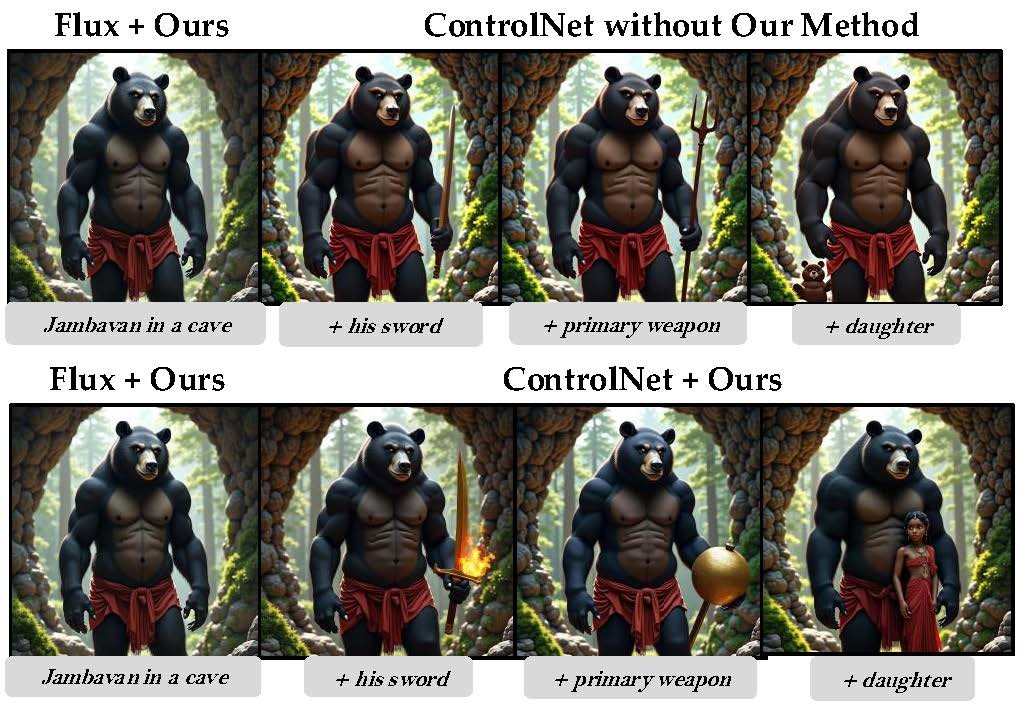 Flux + Ours
ControlNet without Our Method
Jambavan in a cave
+ his sword
+ primary weapon
+ daughter
Flux + Ours
ControlNet + Ours
Jambavan in a cave
+ his sword
+ primary weapon
+ daughter